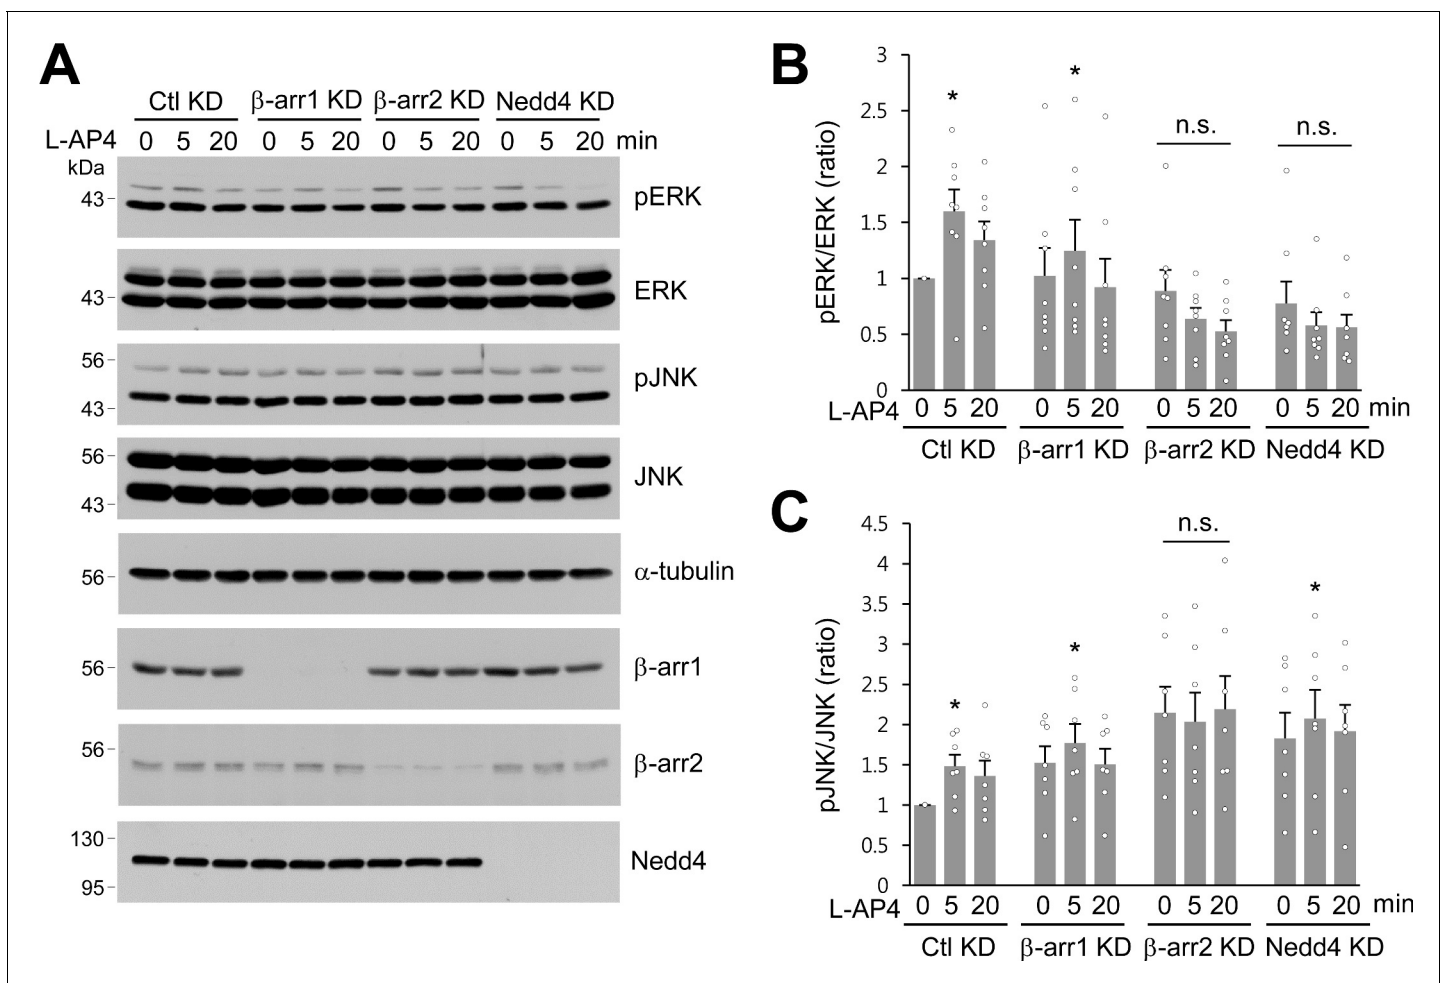 A
Ctl KD β-arr1 KD β-arr2 KD Nedd4 KD
L-AP4 0 5 20 0 5 20 0 5 20 0 5 20 min
kDa
43 pERK
43 ERK
56
pJNK
43
56
JNK
43
56 α-tubulin
56 β-arr1
56
β-arr2
130
Nedd4
95
B
pERK/ERK (ratio)
3
2.5
2
1.5
1
0.5
0
* * n.s. n.s.
L-AP4 0 5 20 0 5 20 0 5 20 0 5 20 min
Ctl KD β-arr1 KD β-arr2 KD Nedd4 KD
C
pJNK/JNK (ratio)
4.5
4
3.5
3
2.5
2
1.5
1
0.5
0
* * n.s. *
L-AP4 0 5 20 0 5 20 0 5 20 0 5 20 min
Ctl KD β-arr1 KD β-arr2 KD Nedd4 KD